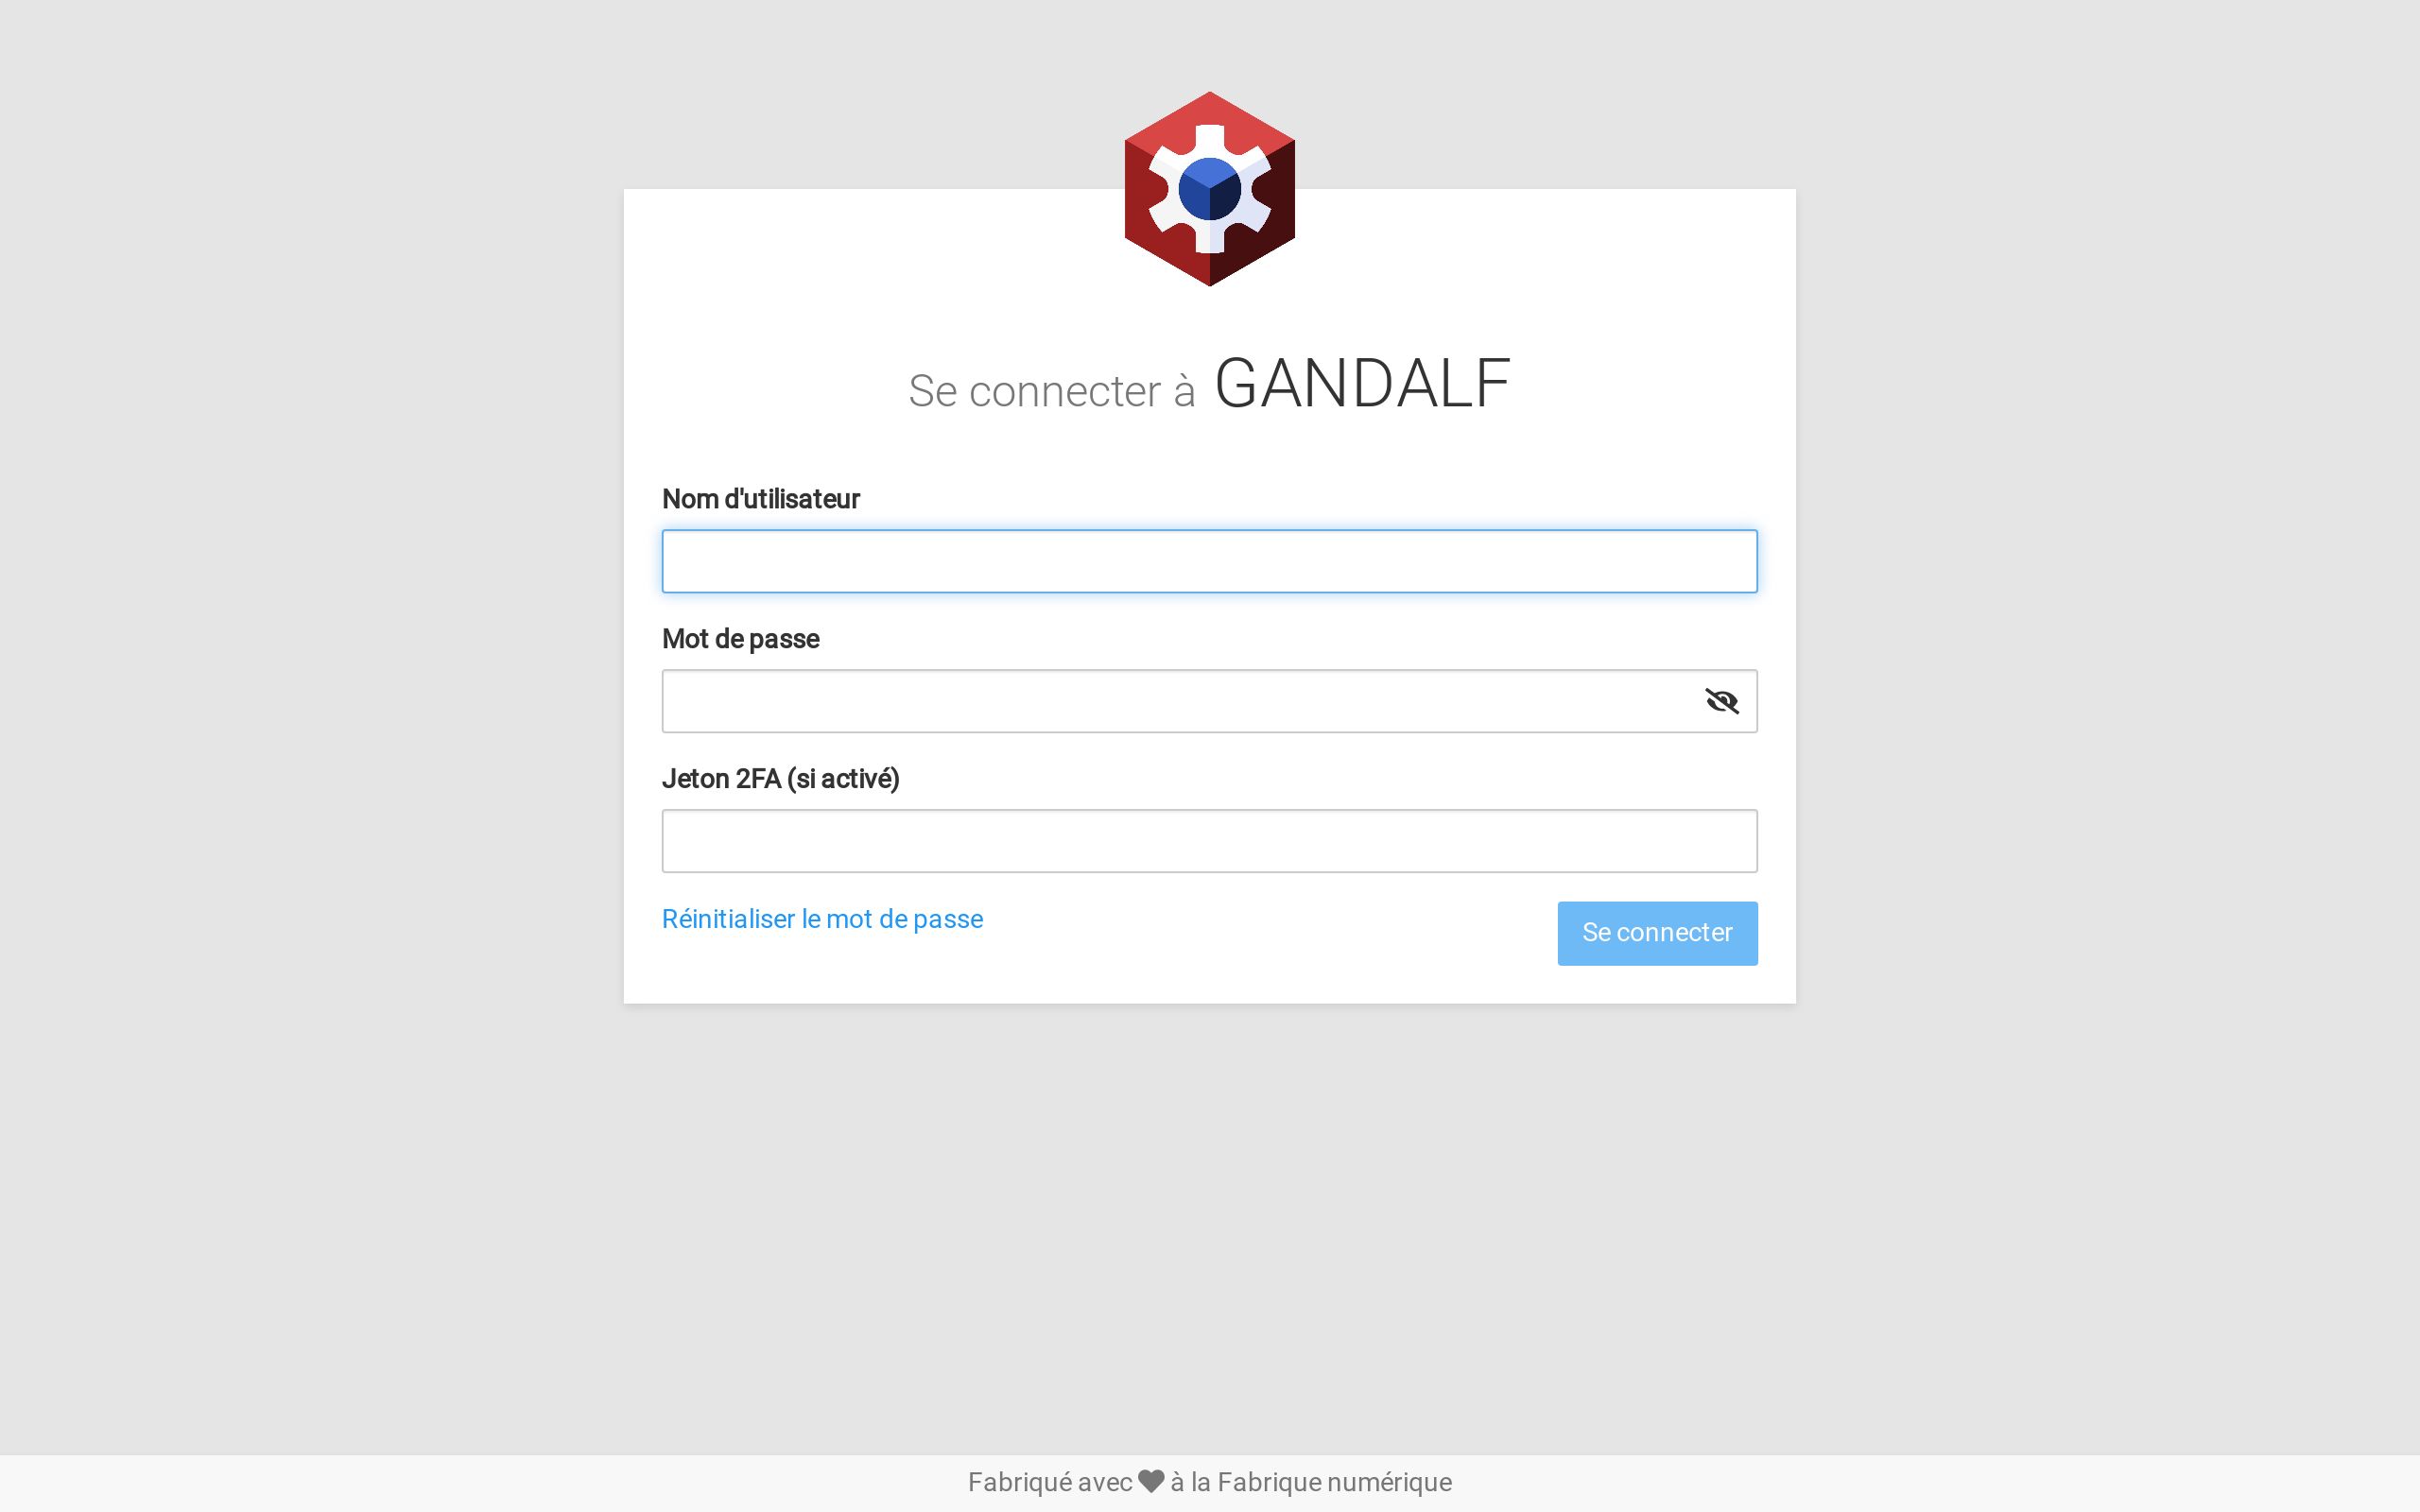 Se connecter à GANDALF
Nom d'utilisateur
Mot de passe
Jeton 2FA (si activé)
Réinitialiser le mot de passe
Se connecter
Fabriqué avec à la Fabrique numérique